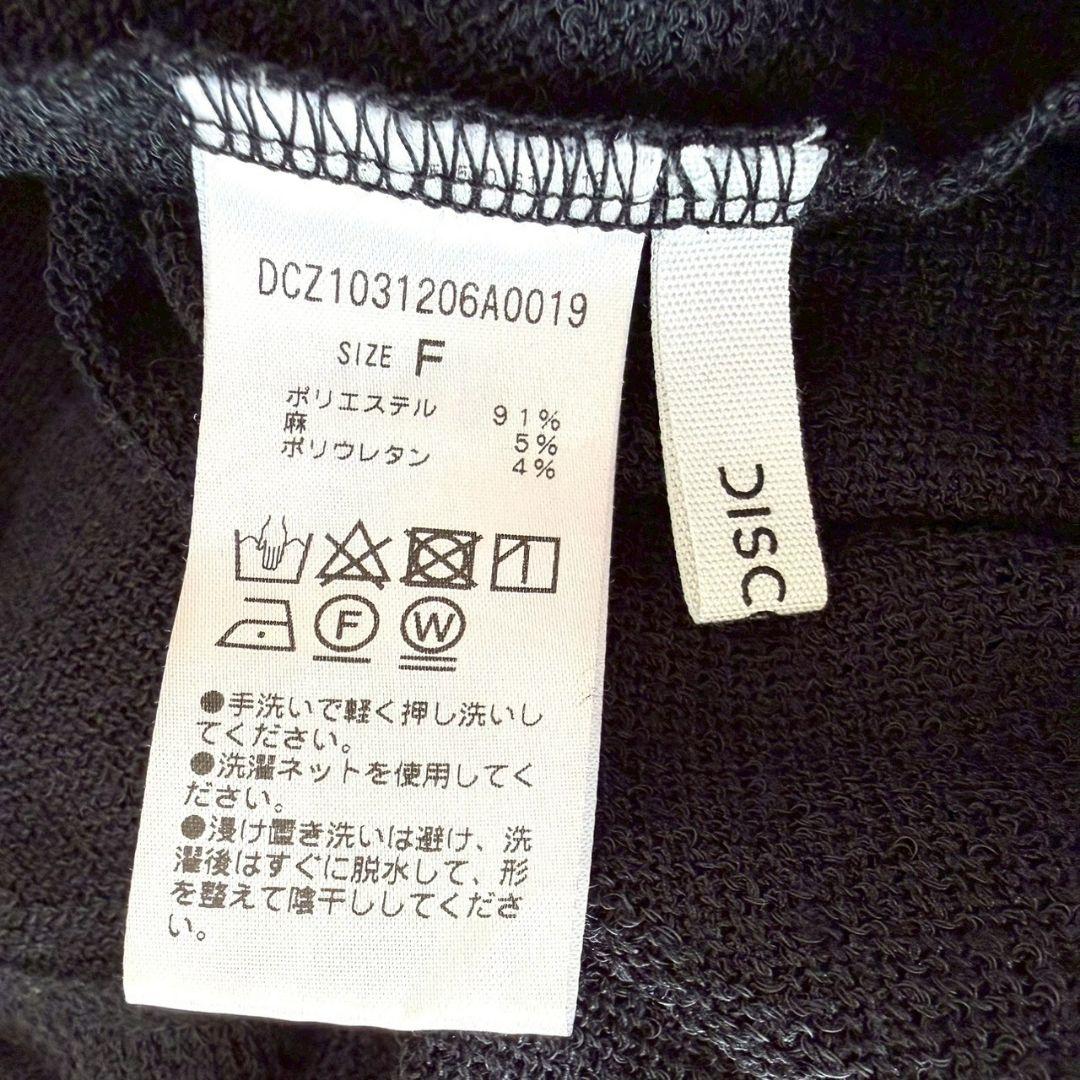 DCZ1031206A0019
SIZE F
ポリエステル 91%
麻 5%
ポリウレタン 4%
F W
●手洗いで軽く押し洗いし
てください。
●洗濯ネットを使用してく
ださい。
●浸け置き洗いは避け、洗
濯後はすぐに脱水して、形
を整えて陰干ししてくださ
い。
DISC